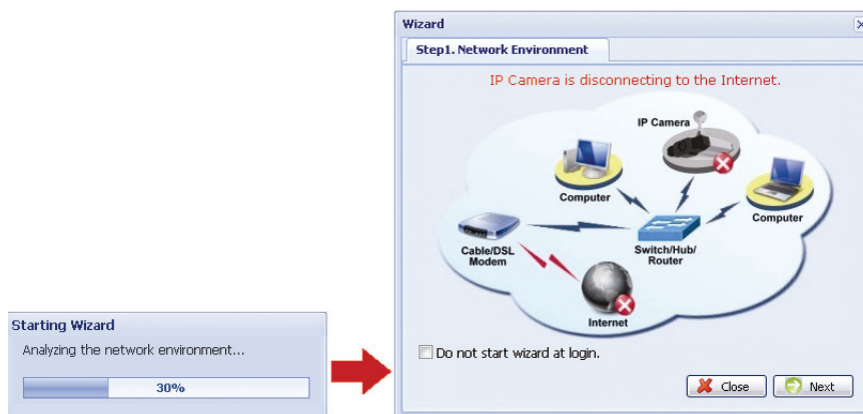 Starting Wizard
Analyzing the network environment...
30%
Wizard
Step1. Network Environment
IP Camera is disconnecting to the Internet.
IP Camera
Computer
Computer
Cable/DSL
Modem
Switch/Hub/
Router
Internet
Do not start wizard at login.
Close
Next